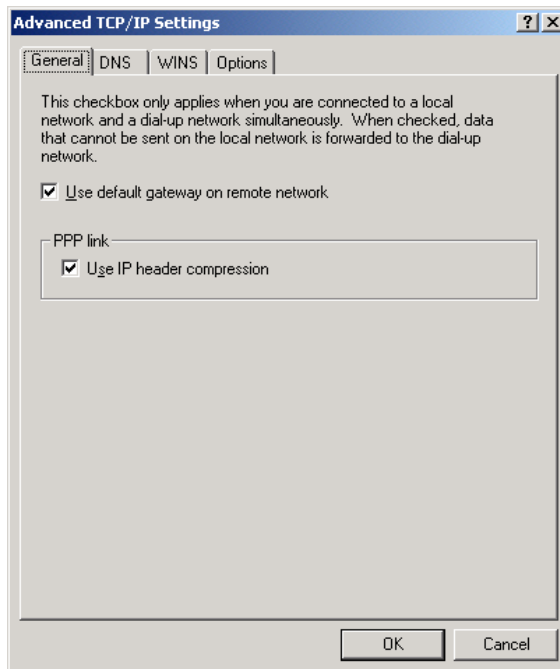 Advanced TCP/IP Settings
General DNS WINS Options
This checkbox only applies when you are connected to a local
network and a dial-up network simultaneously. When checked, data
that cannot be sent on the local network is forwarded to the dial-up
network.
Use default gateway on remote network
PPP link
Use IP header compression
OK Cancel